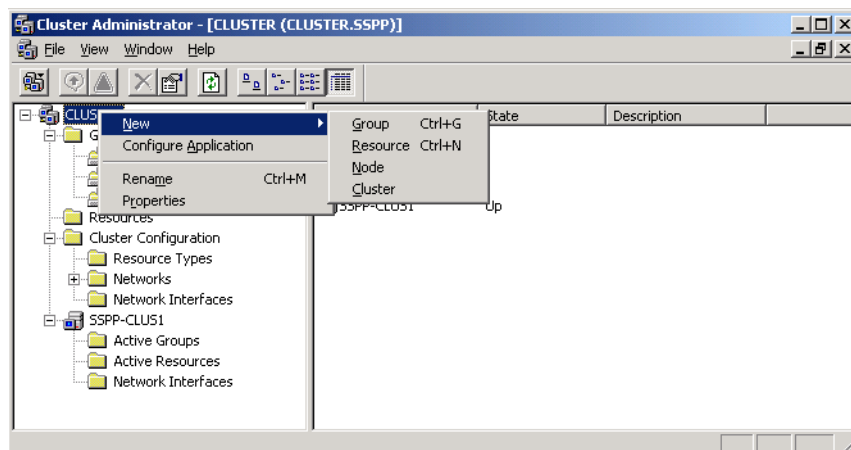 Cluster Administrator - [CLUSTER (CLUSTER.SSPP)]
File View Window Help
CLUS
State Description
New
Configure Application
Rename Ctrl+M
Properties
Group Ctrl+G
Resource Ctrl+N
Node
Cluster
G
SSPP-CLUS1 Up
Resources
Cluster Configuration
Resource Types
Networks
Network Interfaces
SSPP-CLUS1
Active Groups
Active Resources
Network Interfaces